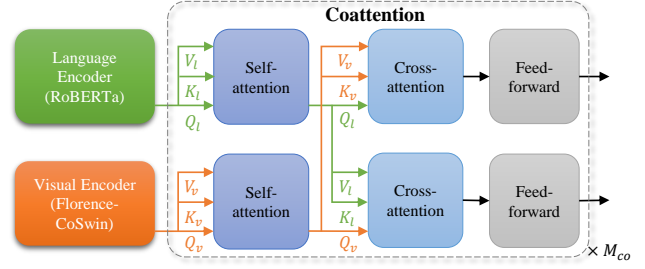 Coattention
Language
Encoder
(RoBERTa)
V_l
K_l
Q_l
Self-
attention
V_v
K_v
Q_l
Cross-
attention
Feed-
forward
Visual Encoder
(Florence-
CoSwin)
V_v
K_v
Q_v
Self-
attention
V_l
K_l
Q_v
Cross-
attention
Feed-
forward
× M_co